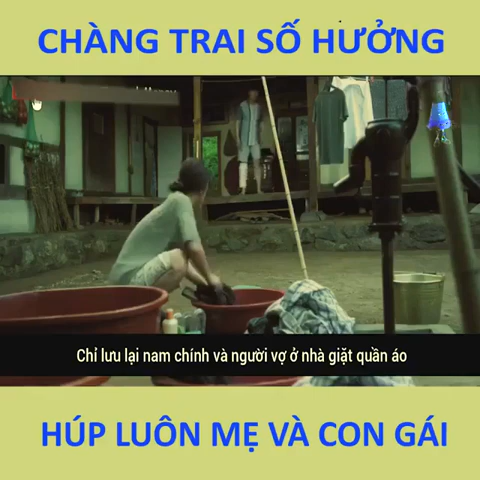 CHÀNG TRAI SỐ HƯỞNG
Chỉ lưu lại nam chính và người vợ ở nhà giặt quần áo
HÚP LUÔN MẸ VÀ CON GÁI